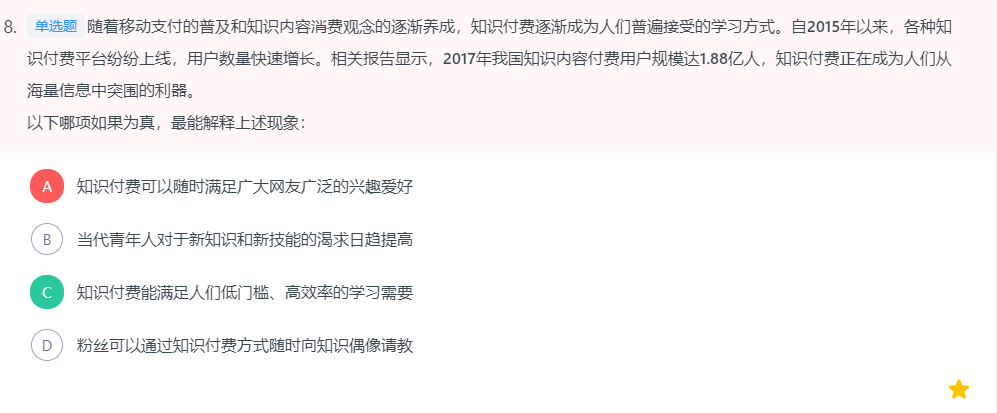 8. 单选题 随着移动支付的普及和知识内容消费观念的逐渐养成，知识付费逐渐成为人们普遍接受的学习方式。自2015年以来，各种知
识付费平台纷纷上线，用户数量快速增长。相关报告显示，2017年我国知识内容付费用户规模达1.88亿人，知识付费正在成为人们从
海量信息中突围的利器。
以下哪项如果为真，最能解释上述现象：
A 知识付费可以随时满足广大网友广泛的兴趣爱好
B 当代青年人对于新知识和新技能的渴求日趋提高
C 知识付费能满足人们低门槛、高效率的学习需要
D 粉丝可以通过知识付费方式随时向知识偶像请教